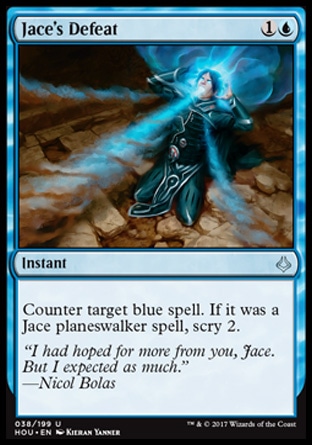 Jace's Defeat 1
Instant
Counter target blue spell. If it was a
Jace planeswalker spell, scry 2.
"I had hoped for more from you, Jace.
But I expected as much."
—Nicol Bolas
038/199 U
HOU • EN Kieran Yanner
™ & © 2017 Wizards of the Coast